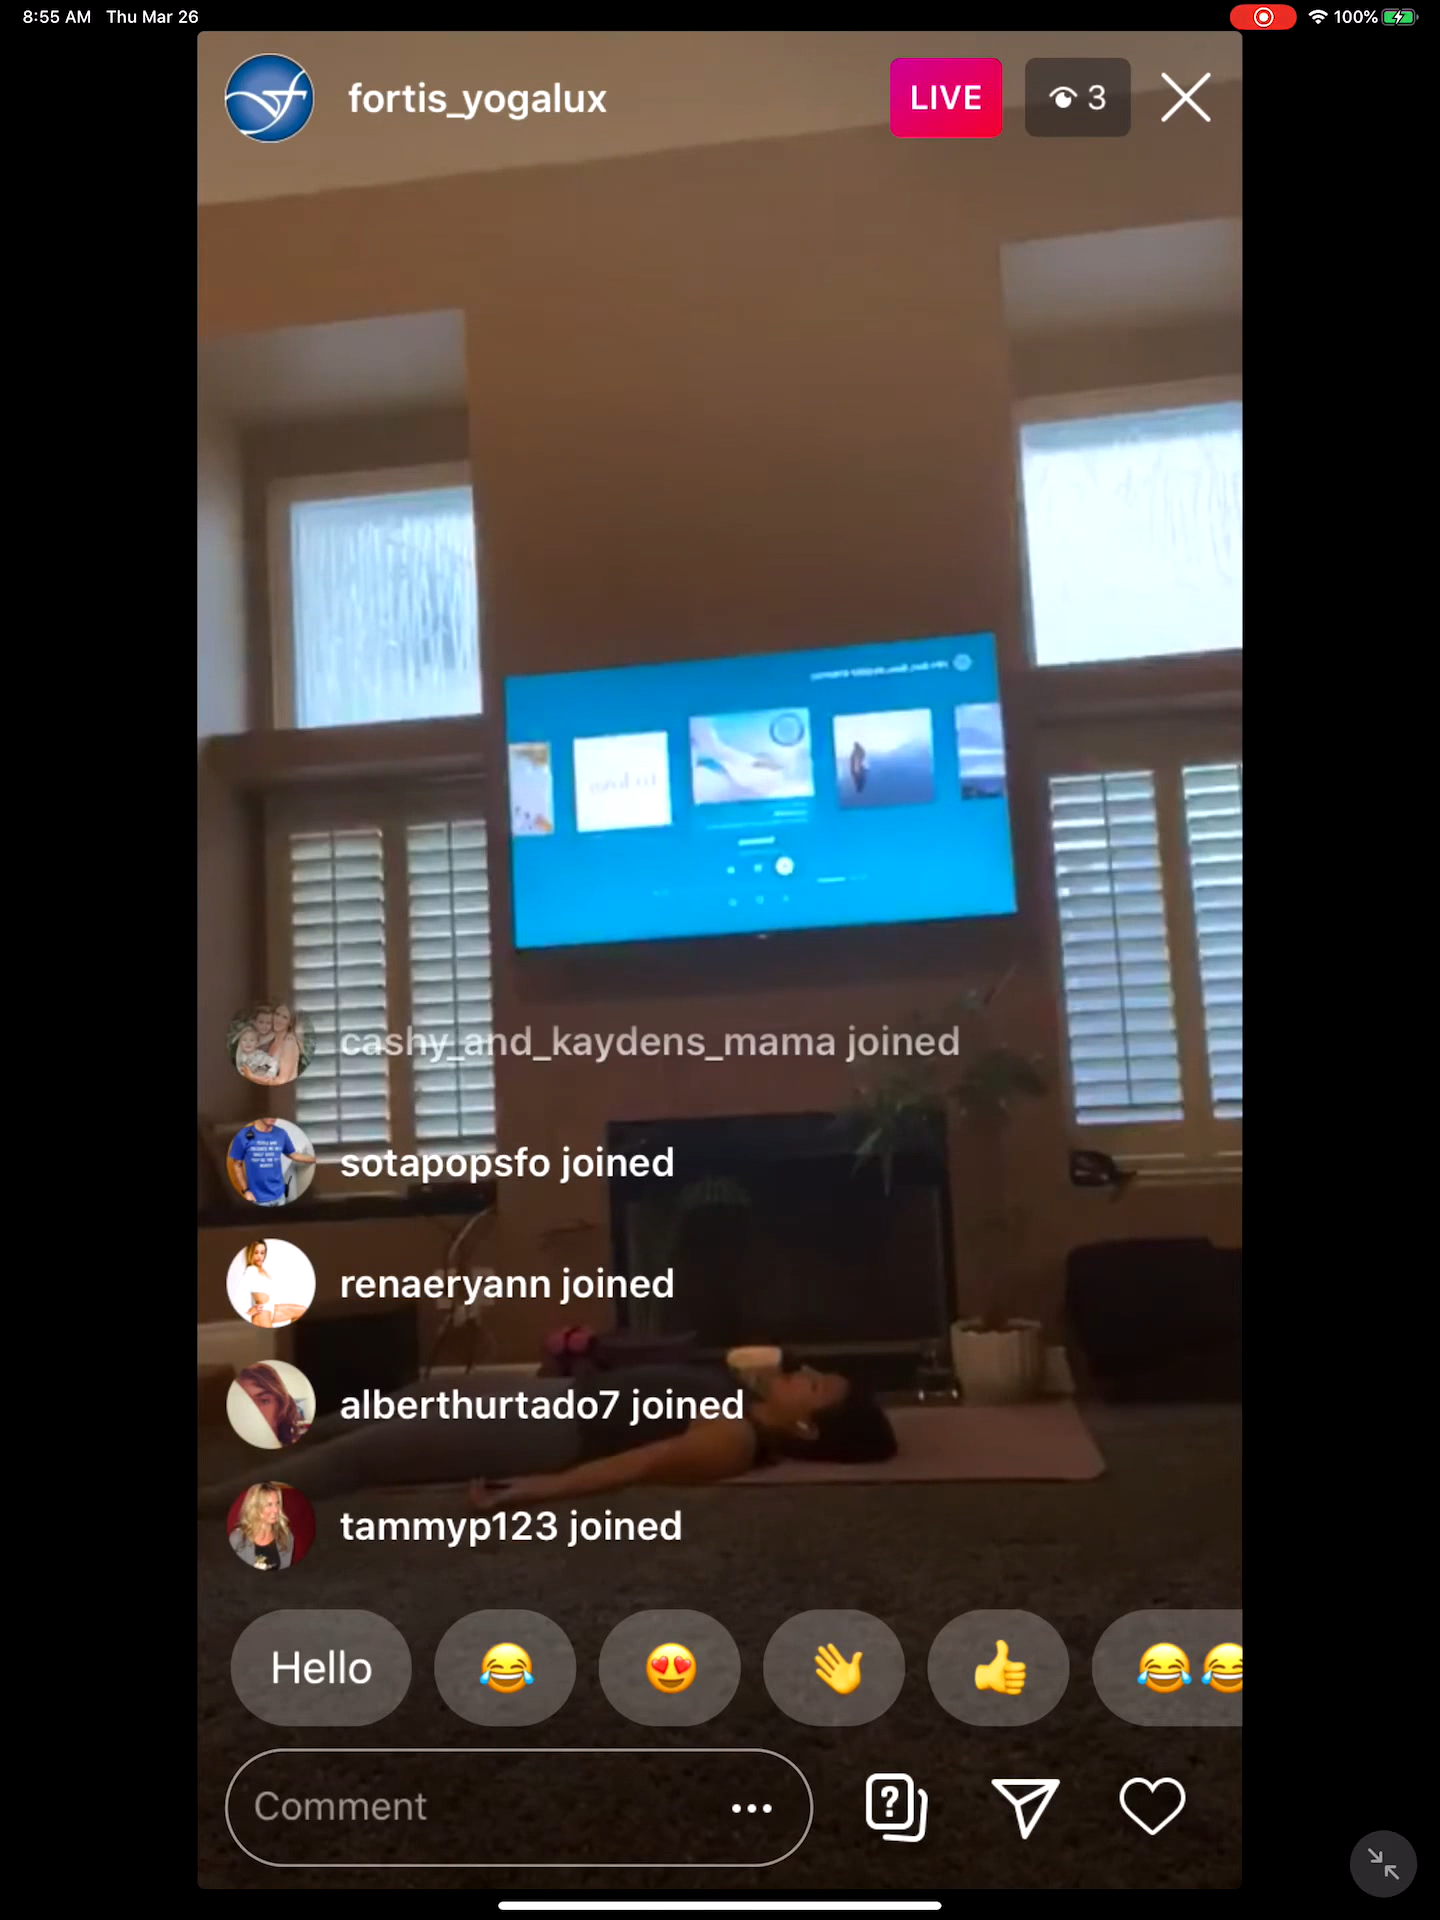 8:55 AM Thu Mar 26
100%
fortis_yogalux
LIVE
3
cashy_and_kaydens_mama joined
sotapopsfo joined
renaeryann joined
alberthurtado7 joined
tammyp123 joined
Hello
Comment